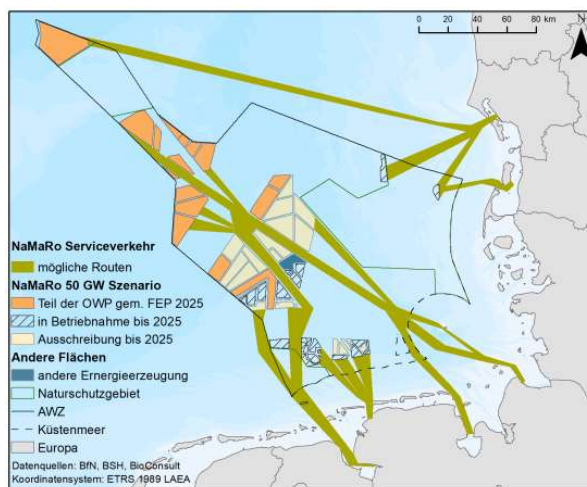 0 20 40 60 80 km
NaMaRo Serviceverkehr
mögliche Routen
NaMaRo 50 GW Szenario
Teil der OWP gem. FEP 2025
in Betriebnahme bis 2025
Ausschreibung bis 2025
Andere Flächen
andere Ernergieerzeugung
Naturschutzgebiet
AWZ
Küstenmeer
Europa
Datenquellen: BfN, BSH, BioConsult
Koordinatensystem: ETRS 1989 LAEA